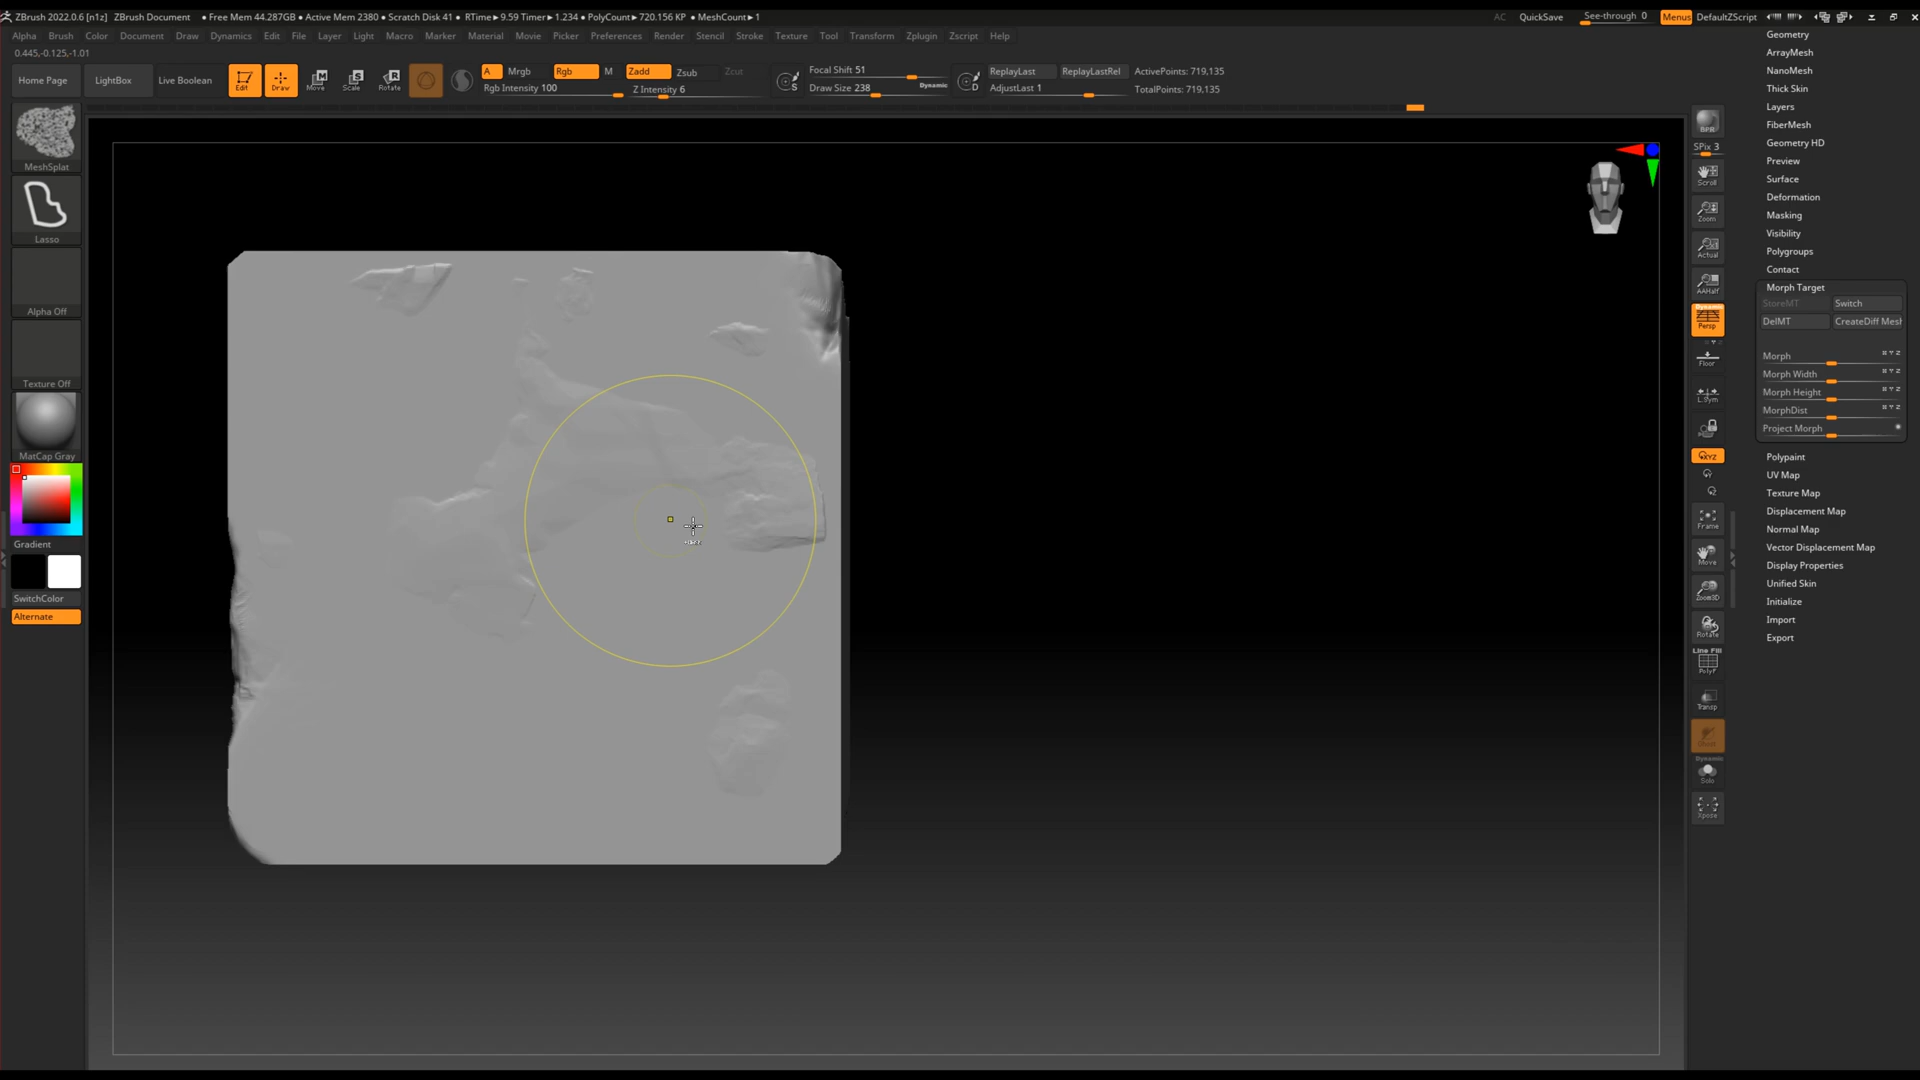 ZBrush 2022.0.6 [n1z] ZBrush Document • Free Mem 44.287GB • Active Mem 2380 • Scratch Disk 41 • RTime►9.59 Timer►1.234 • PolyCount►720.156 KP • MeshCount►1 AC QuickSave See-through 0 Menus DefaultZScript
Alpha Brush Color Document Draw Dynamics Edit File Layer Light Macro Marker Material Movie Picker Preferences Render Stencil Stroke Texture Tool Transform Zplugin Zscript Help
0.445,-0.125,-1.01
Home Page LightBox Live Boolean Edit Draw Move Scale Rotate
A Mrgb Rgb M Zadd Zsub Zcut
Rgb Intensity 100 Z Intensity 6
Focal Shift 51
Draw Size 238 Dynamic
ReplayLast ReplayLastRel ActivePoints: 719,135
AdjustLast 1 TotalPoints: 719,135
MeshSplat
Lasso
Alpha Off
Texture Off
MatCap Gray
Gradient
SwitchColor
Alternate
BPR
SPix 3
Scroll
Zoom
Actual
AAHalf
Dynamic
Persp
Floor
L.Sym
XYZ
Frame
Move
Zoom3D
Rotate
Line Fill
PolyF
Transp
Ghost
Dynamic
Solo
Xpose
Geometry
ArrayMesh
NanoMesh
Thick Skin
Layers
FiberMesh
Geometry HD
Preview
Surface
Deformation
Masking
Visibility
Polygroups
Contact
Morph Target
StoreMT Switch
DelMT CreateDiff Mesh
Morph X Y Z
Morph Width X Y Z
Morph Height X Y Z
MorphDist X Y Z
Project Morph
Polypaint
UV Map
Texture Map
Displacement Map
Normal Map
Vector Displacement Map
Display Properties
Unified Skin
Initialize
Import
Export